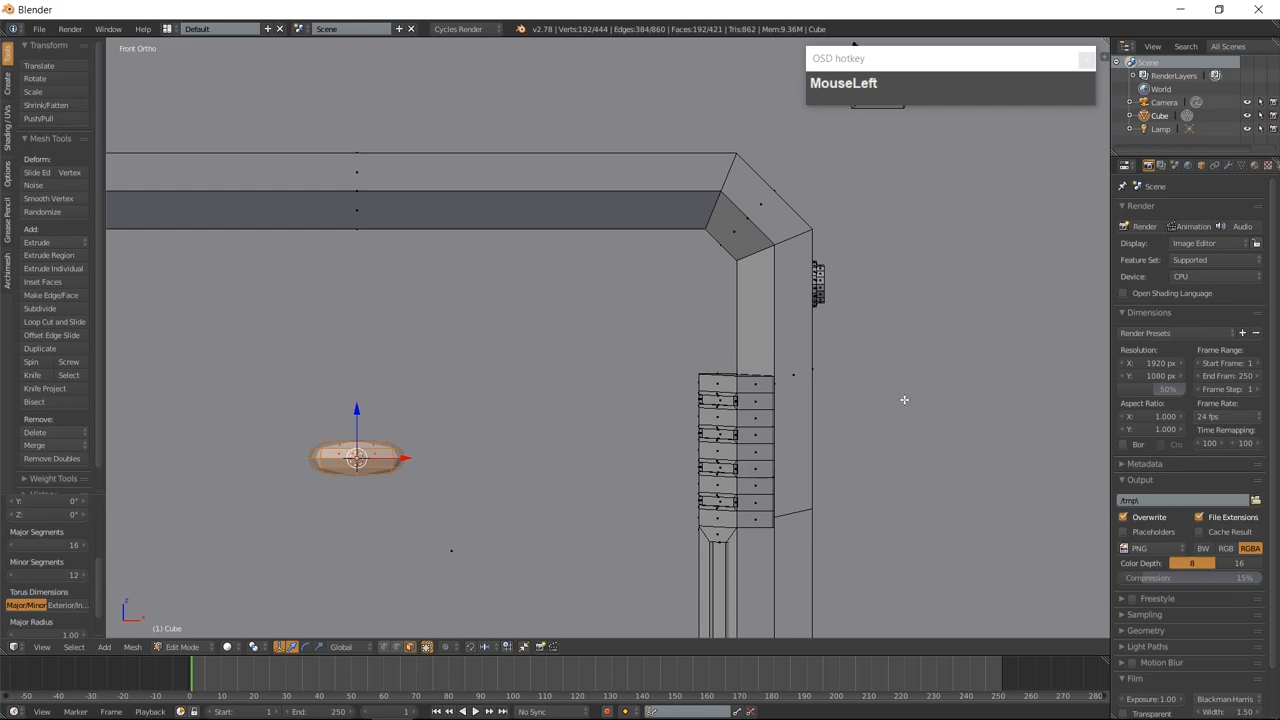 Blender
File
Render
Window
Help
Default
Scene
Cycles Render
v2.78 | Verts:192/444 | Edges:384/860 | Faces:192/421 | Tris:862 | Mem:9.36M | Cube
View
Search
All Scenes
Transform
Translate
Rotate
Scale
Shrink/Fatten
Push/Pull
Mesh Tools
Deform:
Slide Ed
Vertex
Noise
Smooth Vertex
Randomize
Add:
Extrude
Extrude Region
Extrude Individual
Inset Faces
Make Edge/Face
Subdivide
Loop Cut and Slide
Offset Edge Slide
Duplicate
Spin
Screw
Knife
Select
Knife Project
Bisect
Remove:
Delete
Merge
Remove Doubles
Weight Tools
Tools
Create
Shading / UVs
Options
Grease Pencil
Archimesh
Y: 0°
Z: 0°
Major Segments
16
Minor Segments
12
Torus Dimensions
Major/Minor
Exterior/In...
Major Radius
1.00
Front Ortho
OSD hotkey
MouseLeft
z
x
(1) Cube
Scene
RenderLayers
World
Camera
Cube
Lamp
Scene
Render
Render
Animation
Audio
Display:
Image Editor
Feature Set:
Supported
Device:
CPU
Open Shading Language
Dimensions
Render Presets
Resolution:
Frame Range:
X: 1920 px
Start Frame: 1
Y: 1080 px
End Fram: 250
50%
Frame Step: 1
Aspect Ratio:
Frame Rate:
X: 1.000
24 fps
Y: 1.000
Time Remapping:
Bor
Cro
100
100
Metadata
Output
/tmp\
Overwrite
File Extensions
Placeholders
Cache Result
PNG
BW
RGB
RGBA
Color Depth:
8
16
Compression:
15%
Freestyle
Sampling
Geometry
Light Paths
Motion Blur
Film
Exposure:1.00
Blackman-Harris
Transparent
Width: 1.50
View
Select
Add
Mesh
Edit Mode
Global
-50 -40 -30 -20 -10 0 10 20 30 40 50 60 70 80 90 100 110 120 130 140 150 160 170 180 190 200 210 220 230 240 250 260 270 280
View
Marker
Frame
Playback
Start: 1
End: 250
1
No Sync